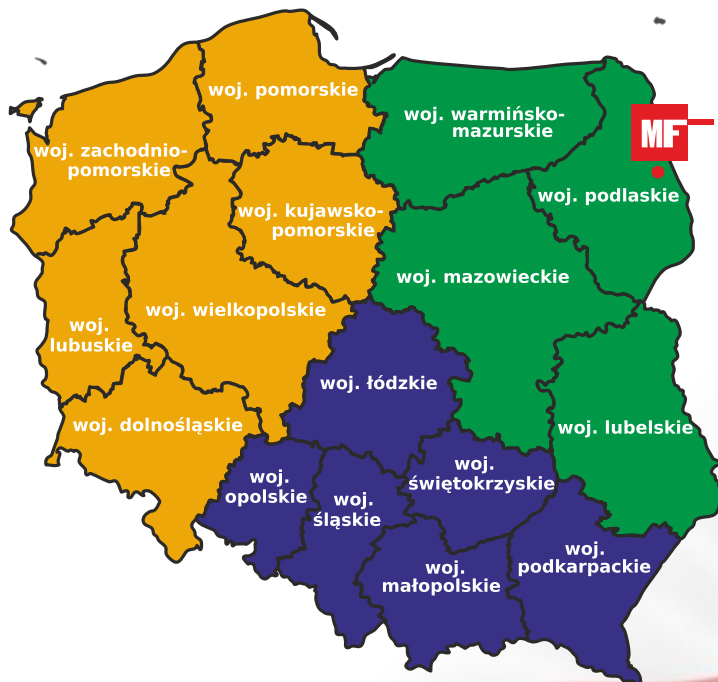 woj. pomorskie
woj. warmińsko-
mazurskie
MF
woj. zachodnio-
pomorskie
woj. podlaskie
woj. kujawsko-
pomorskie
woj. mazowieckie
woj. wielkopolskie
woj.
lubuskie
woj. łódzkie
woj. dolnośląskie
woj. lubelskie
woj.
opolskie
woj.
świętokrzyskie
woj.
śląskie
woj.
małopolskie
woj.
podkarpackie